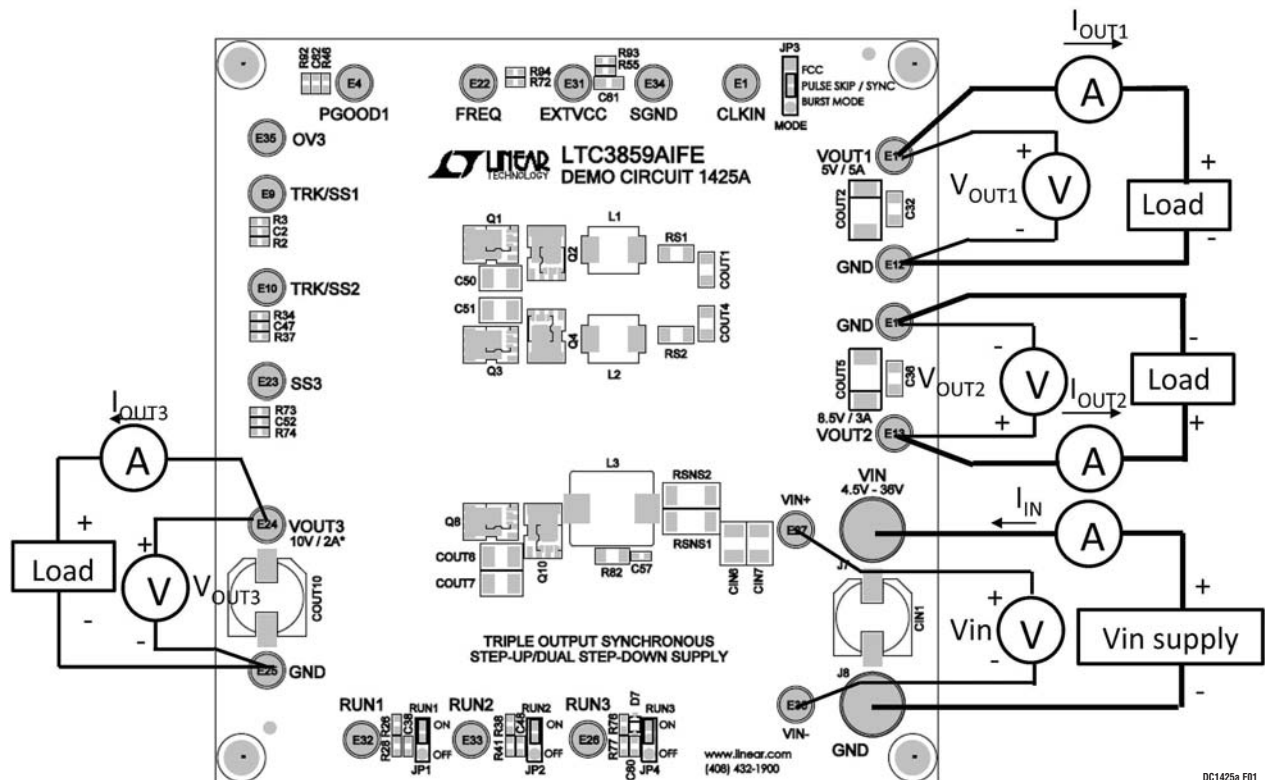 I OUT1
R92
C62
R46
E4
PGOOD1
E22
FREQ
R94
R72
E31
EXTVCC
R93
R55
C61
E34
SGND
E1
CLKIN
JP3
FCC
PULSE SKIP / SYNC
BURST MODE
MODE
A
E35
OV3
LINEAR
TECHNOLOGY
LTC3859AIFE
DEMO CIRCUIT 1425A
VOUT1
5V / 5A
+
V OUT1
V
-
+
Load
-
E9
TRK/SS1
R3
C2
R2
Q1
Q2
L1
RS1
COUT1
COUT2
C32
C50
GND
E12
E10
TRK/SS2
R34
C47
R37
C51
Q3
Q4
L2
RS2
COUT4
GND
-
V OUT2
V
+
-
Load
+
COUT5
C36
I OUT2
8.5V / 3A
VOUT2
E13
A
E23
SS3
R73
C52
R74
I OUT3
A
L3
RSNS2
RSNS1
VIN
4.5V - 36V
VIN+
E37
I IN
A
E24
VOUT3
10V / 2A*
+
Load
-
+
V
V OUT3
-
COUT10
Q8
Q10
COUT6
COUT7
R82
C57
CIN6
CIN7
J7
CIN1
Vin
+
V
-
+
Vin supply
-
TRIPLE OUTPUT SYNCHRONOUS
STEP-UP/DUAL STEP-DOWN SUPPLY
E25
GND
J8
VIN-
GND
RUN1
E32
R26
R28
C38
RUN1
ON
OFF
JP1
RUN2
E33
R38
R41
C48
RUN2
ON
OFF
JP2
RUN3
E26
R76
R77
C60
D7
RUN3
ON
OFF
JP4
www.linear.com
(408) 432-1900
DC1425a F01